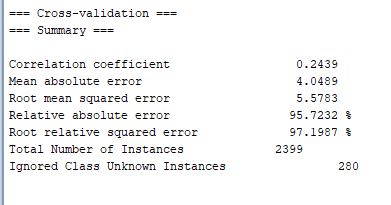 === Cross-validation ===
=== Summary ===
Correlation coefficient 0.2439
Mean absolute error 4.0489
Root mean squared error 5.5783
Relative absolute error 95.7232 %
Root relative squared error 97.1987 %
Total Number of Instances 2399
Ignored Class Unknown Instances 280